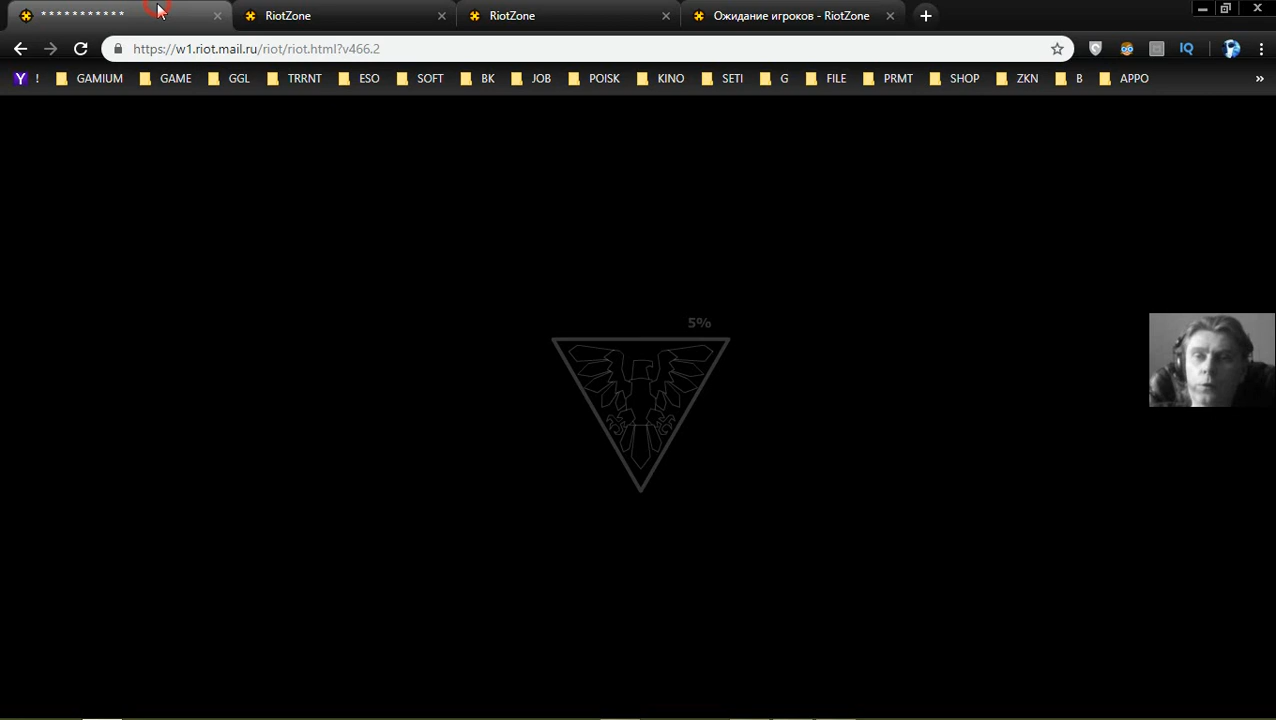 ***********
RiotZone
RiotZone
Ожидание игроков - RiotZone
https://w1.riot.mail.ru/riot/riot.html?v466.2
IQ
Y ! GAMIUM GAME GGL TRRNT ESO SOFT BK JOB POISK KINO SETI G FILE PRMT SHOP ZKN B APPO »
5%